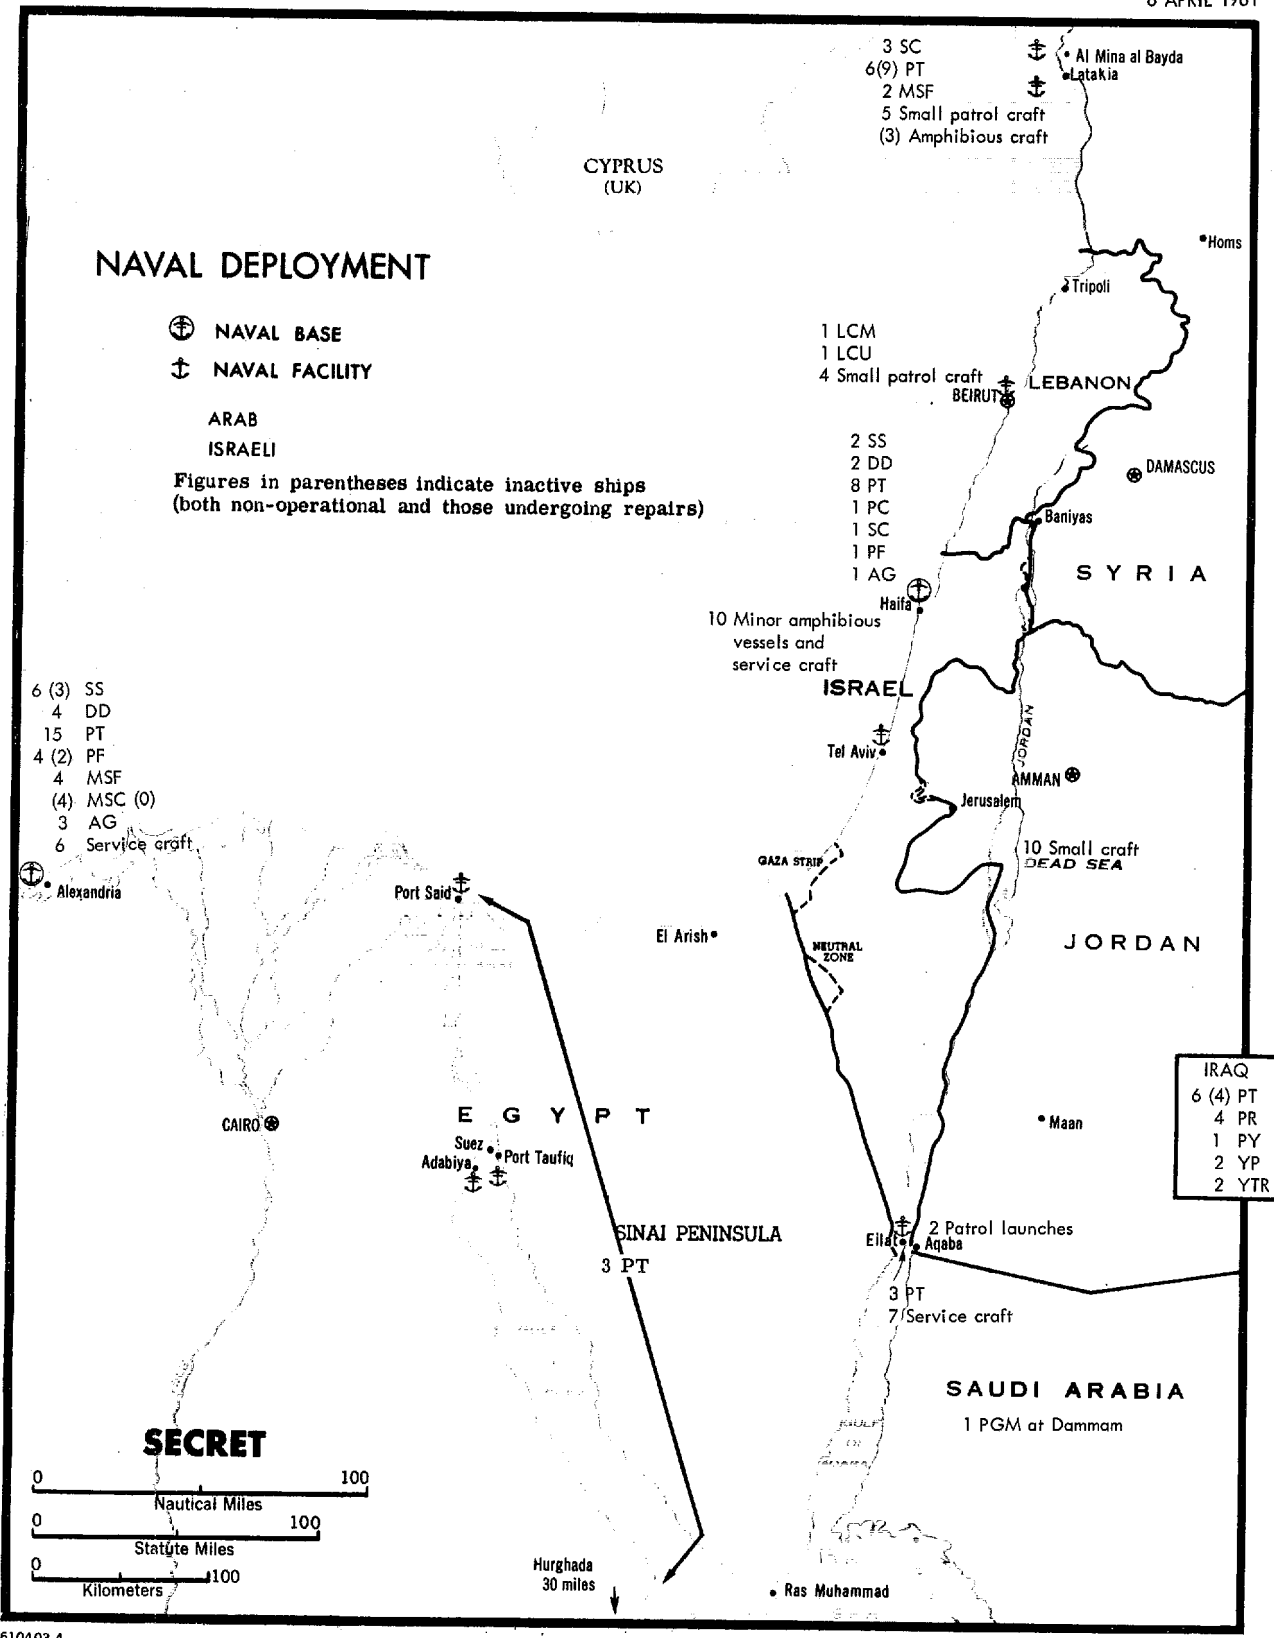 6 APRIL 1961
3 SC
6(9) PT
2 MSF
5 Small patrol craft
(3) Amphibious craft
Al Mina al Bayda
Latakia
CYPRUS
(UK)
Homs
NAVAL DEPLOYMENT
NAVAL BASE
NAVAL FACILITY
ARAB
ISRAELI
Figures in parentheses indicate inactive ships
(both non-operational and those undergoing repairs)
Tripoli
1 LCM
1 LCU
4 Small patrol craft
BEIRUT
LEBANON
2 SS
2 DD
8 PT
1 PC
1 SC
1 PF
1 AG
DAMASCUS
Baniyas
SYRIA
Haifa
10 Minor amphibious
vessels and
service craft
ISRAEL
6 (3) SS
4 DD
15 PT
4 (2) PF
4 MSF
(4) MSC (0)
3 AG
6 Service craft
Alexandria
Tel Aviv
JORDAN
AMMAN
Jerusalem
10 Small craft
DEAD SEA
GAZA STRIP
Port Said
El Arish
NEUTRAL
ZONE
JORDAN
IRAQ
6 (4) PT
4 PR
1 PY
2 YP
2 YTR
CAIRO
EGYPT
Maan
Suez
Port Taufiq
Adabiya
SINAI PENINSULA
3 PT
2 Patrol launches
Eilat
Aqaba
3 PT
7 Service craft
SAUDI ARABIA
1 PGM at Dammam
GULF
OF
AQABA
SECRET
0 100
Nautical Miles
0 100
Statute Miles
0 100
Kilometers
Hurghada
30 miles
Ras Muhammad